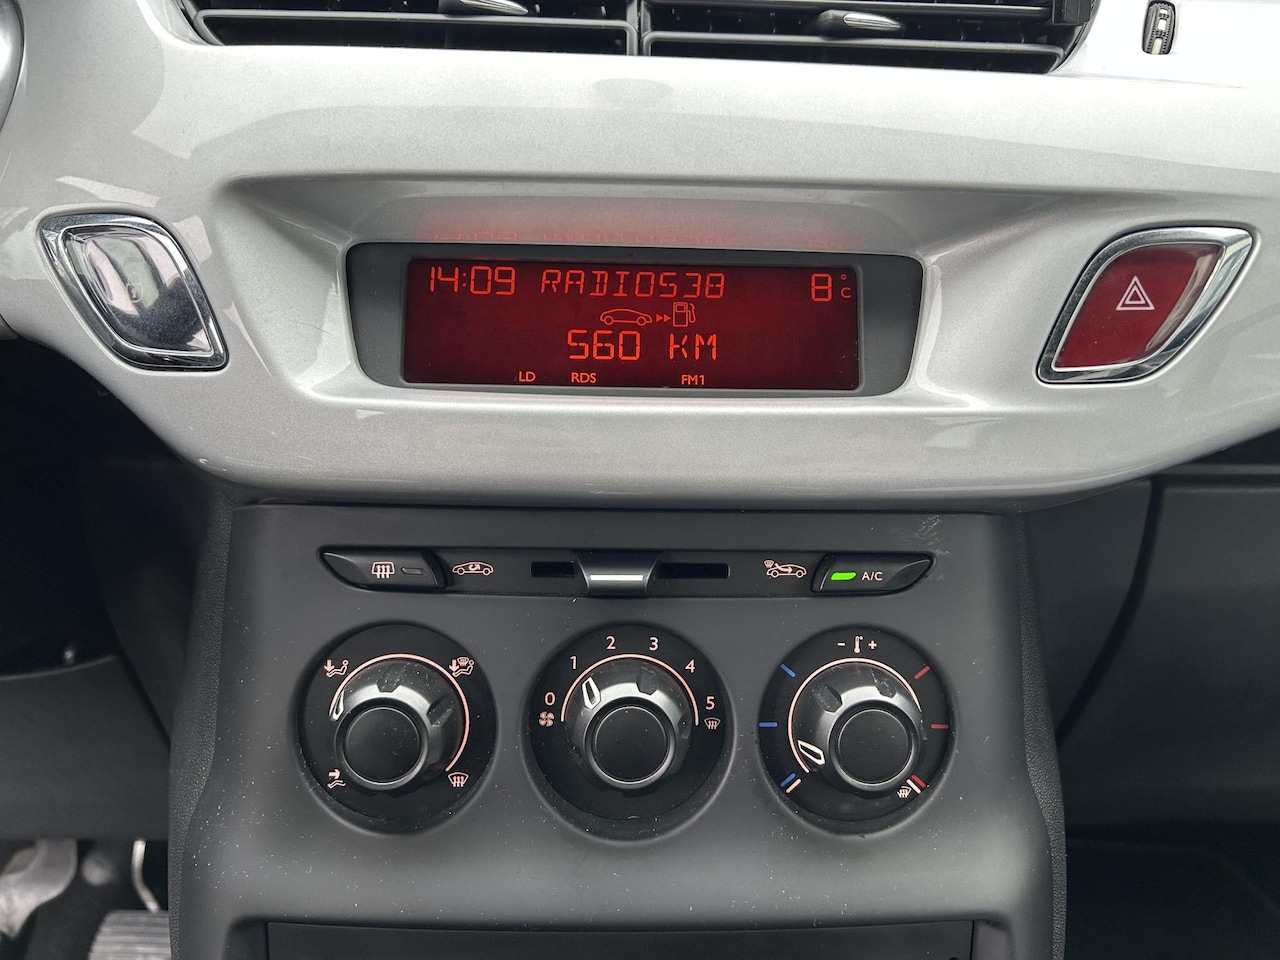 14:09 RADIO538 8°C
560 KM
LD RDS FM1
A/C
0 1 2 3 4 5
- +